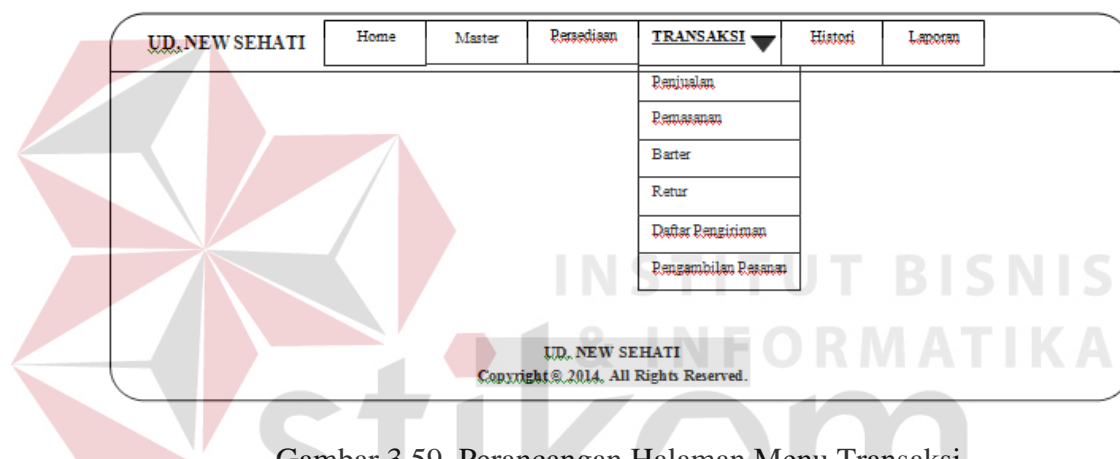 UD. NEW SEHATI Home Master Persediaan TRANSAKSI Histori Laporan
Penjualan
Pemasanan
Barter
Retur
Daftar Pengiriman
Pengambilan Pesanan
INSTITUT BISNIS
& INFORMATIKA
UD. NEW SEHATI
Copyright © 2014. All Rights Reserved.
stikom
Gambar 3.59 Perancangan Halaman Menu Transaksi